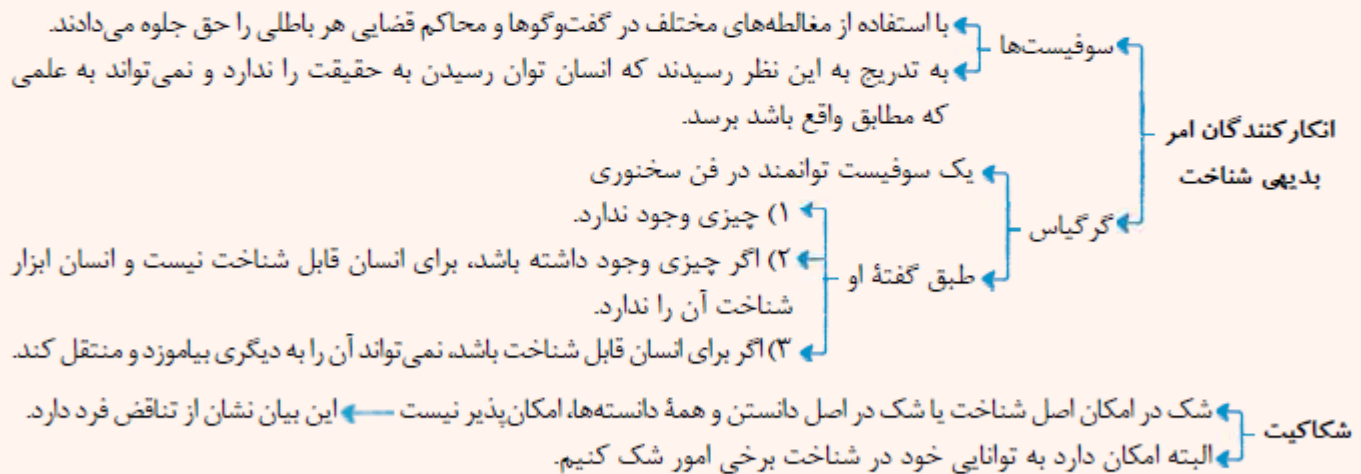 انکارکنندگان امر
بدیهی شناخت
سوفیست‌ها
با استفاده از مغالطه‌های مختلف در گفت‌وگوها و محاکم قضایی هر باطلی را حق جلوه می‌دادند.
به تدریج به این نظر رسیدند که انسان توان رسیدن به حقیقت را ندارد و نمی‌تواند به علمی
که مطابق واقع باشد برسد.
گرگیاس
یک سوفیست توانمند در فن سخنوری
طبق گفتهٔ او
۱) چیزی وجود ندارد.
۲) اگر چیزی وجود داشته باشد، برای انسان قابل شناخت نیست و انسان ابزار
شناخت آن را ندارد.
۳) اگر برای انسان قابل شناخت باشد، نمی‌تواند آن را به دیگری بیاموزد و منتقل کند.
شکاکیت
شک در امکان اصل شناخت یا شک در اصل دانستن و همهٔ دانسته‌ها، امکان‌پذیر نیست ← این بیان نشان از تناقض فرد دارد.
البته امکان دارد به توانایی خود در شناخت برخی امور شک کنیم.